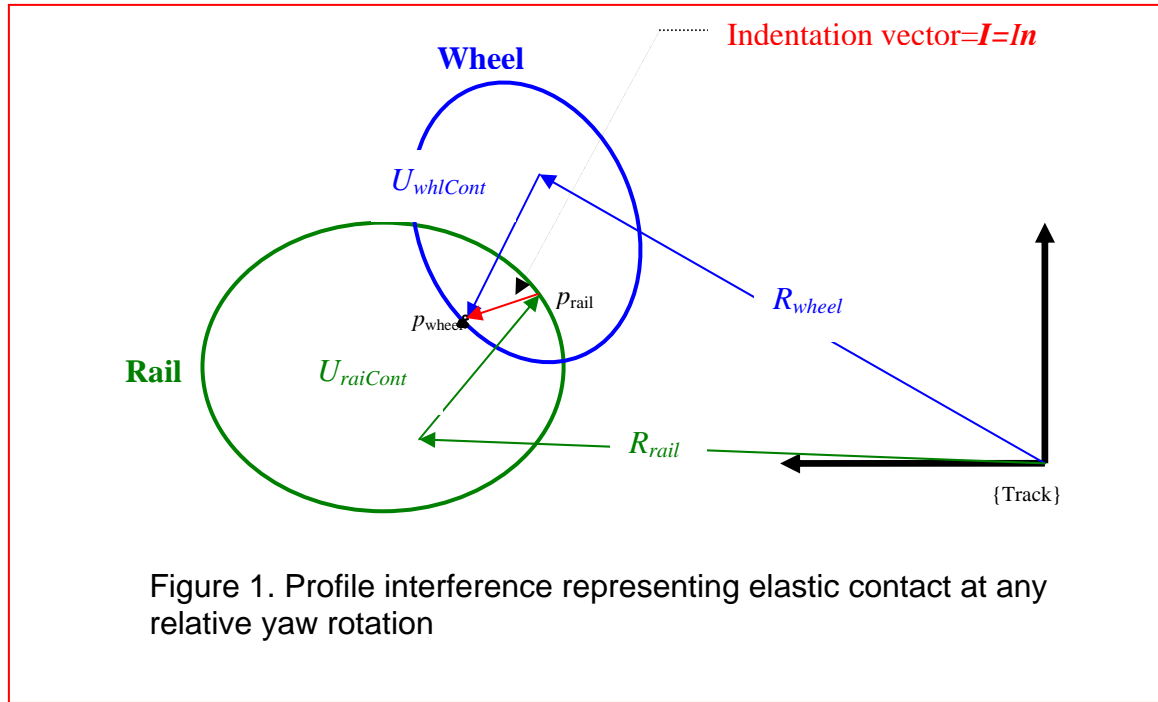 Indentation vector=I=In
Wheel
U_whlCont
R_wheel
p_rail
p_wheel
Rail
U_raiCont
R_rail
{Track}
Figure 1. Profile interference representing elastic contact at any
relative yaw rotation